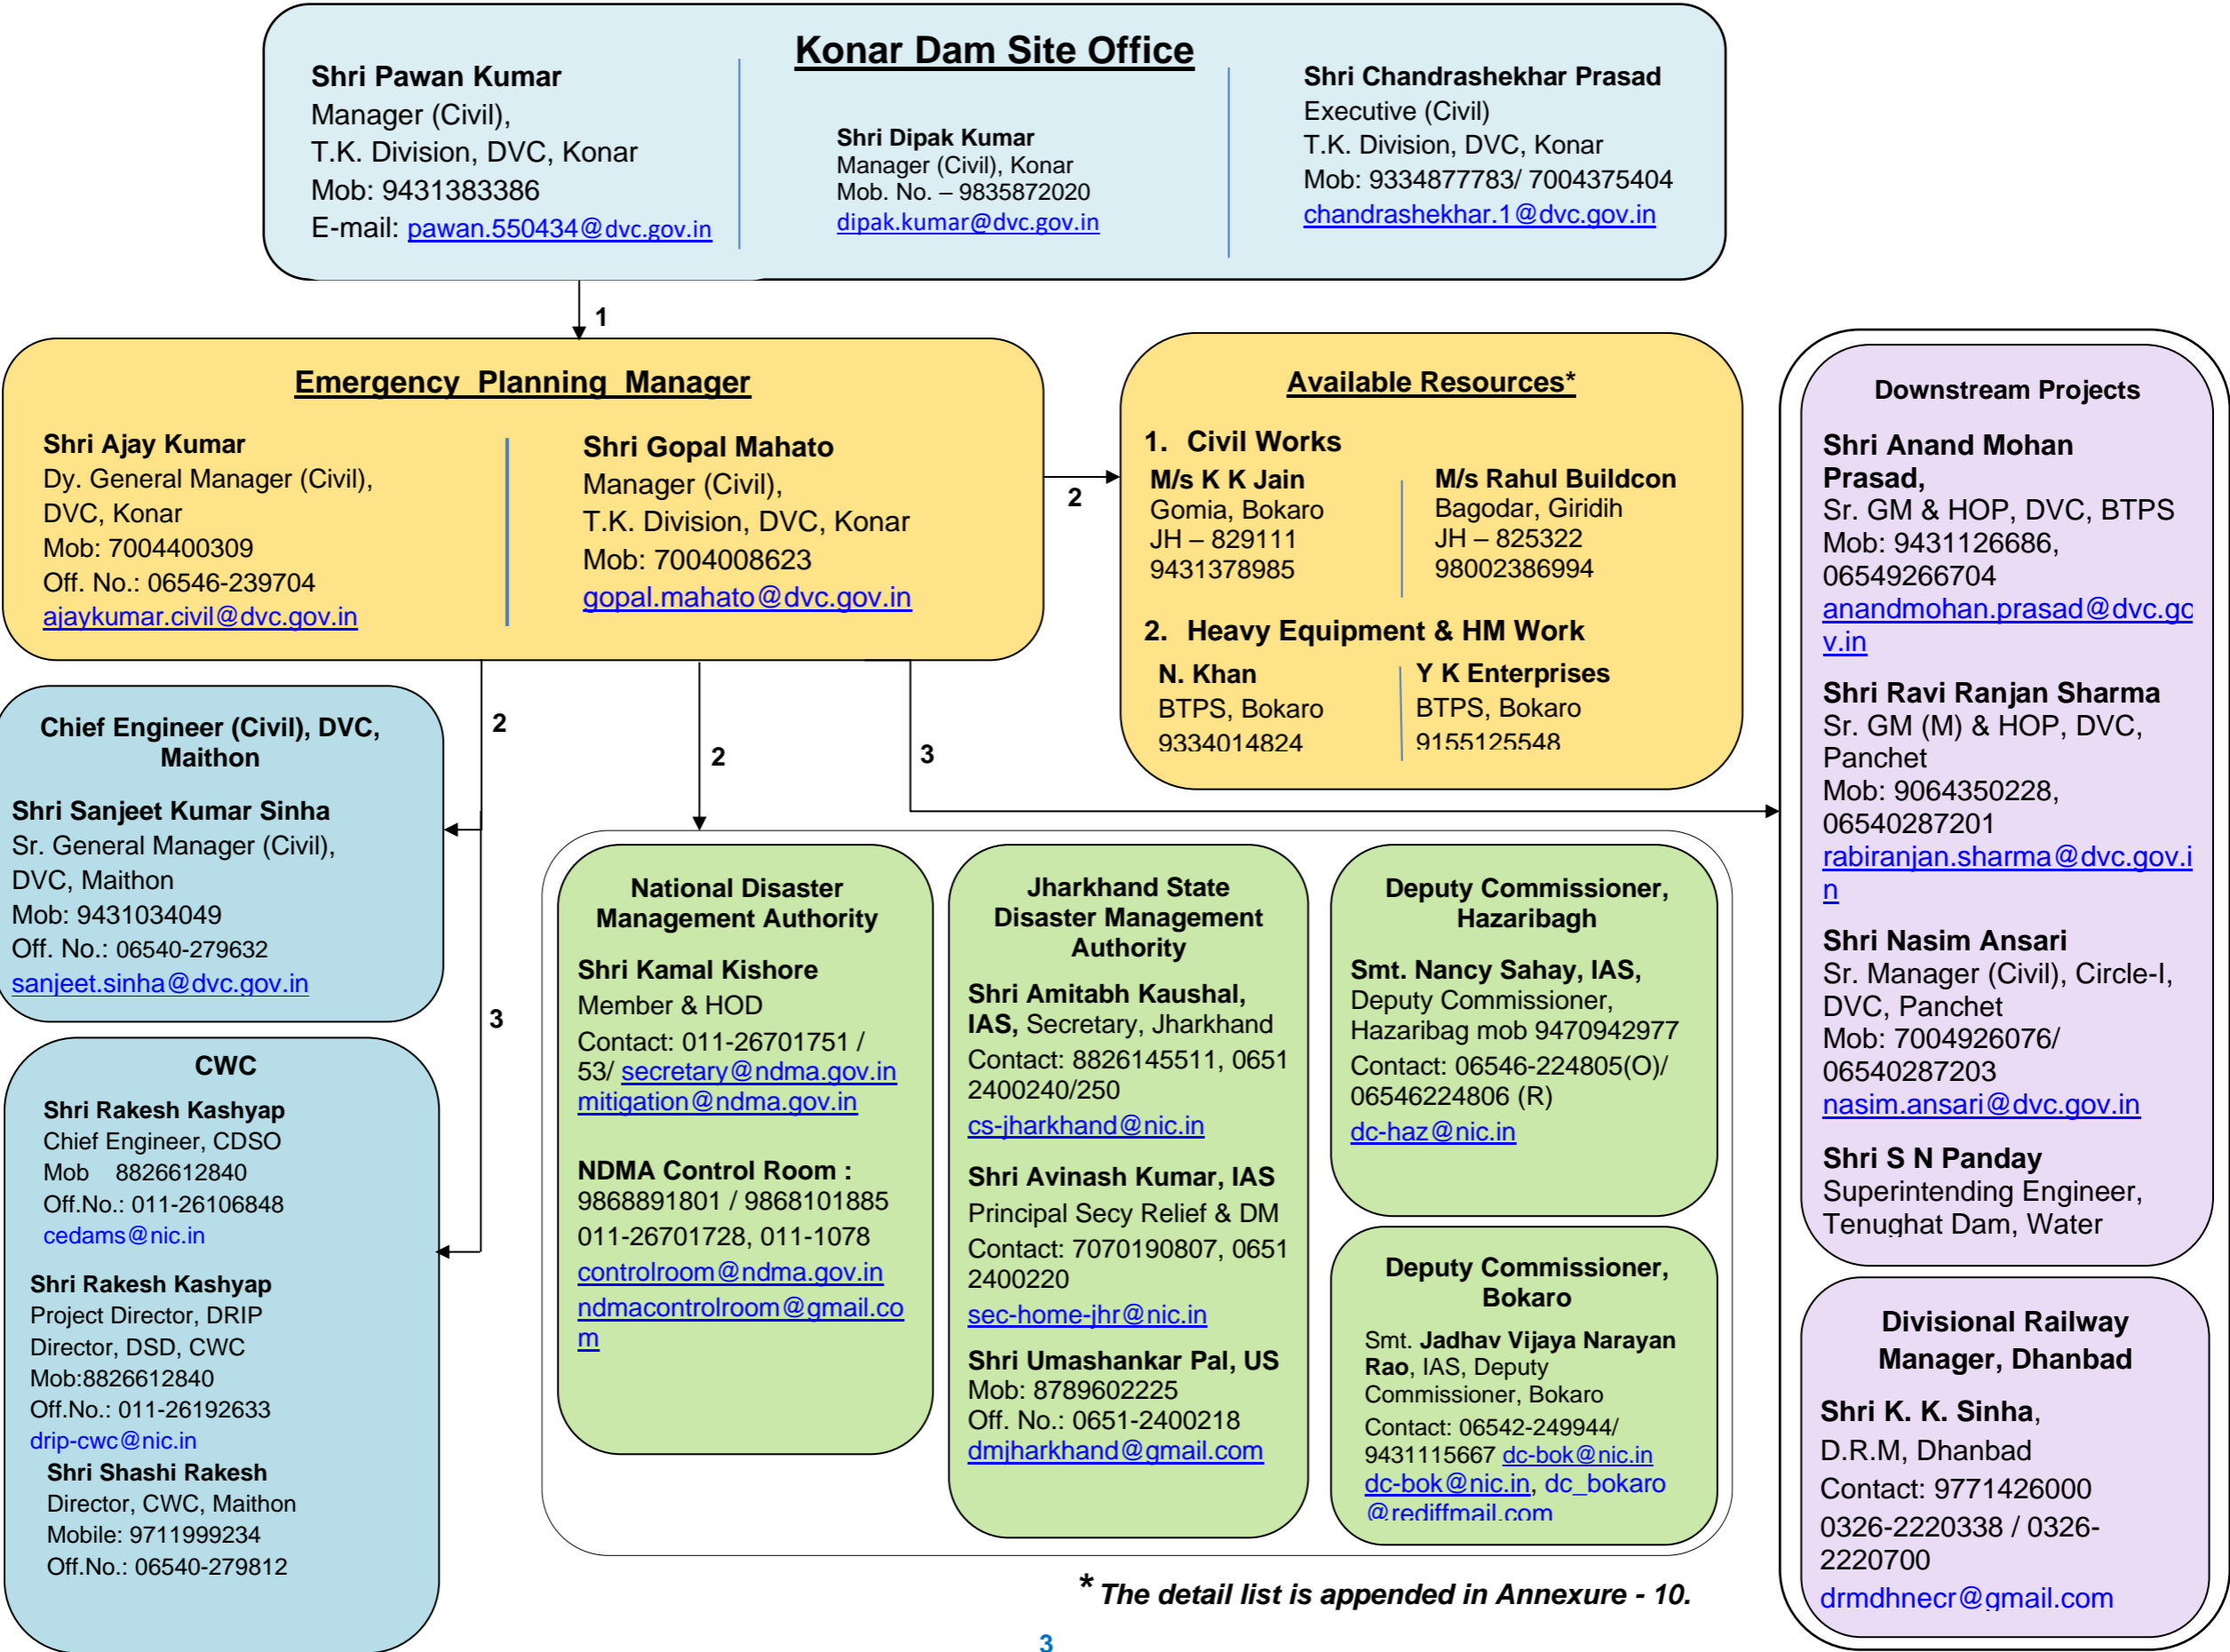 Konar Dam Site Office
Shri Pawan Kumar
Manager (Civil),
T.K. Division, DVC, Konar
Mob: 9431383386
E-mail: pawan.550434@dvc.gov.in
Shri Dipak Kumar
Manager (Civil), Konar
Mob. No. – 9835872020
dipak.kumar@dvc.gov.in
Shri Chandrashekhar Prasad
Executive (Civil)
T.K. Division, DVC, Konar
Mob: 9334877783/ 7004375404
chandrashekhar.1@dvc.gov.in
1
Emergency Planning Manager
Shri Ajay Kumar
Dy. General Manager (Civil),
DVC, Konar
Mob: 7004400309
Off. No.: 06546-239704
ajaykumar.civil@dvc.gov.in
Shri Gopal Mahato
Manager (Civil),
T.K. Division, DVC, Konar
Mob: 7004008623
gopal.mahato@dvc.gov.in
2
Available Resources*
1. Civil Works
M/s K K Jain
Gomia, Bokaro
JH – 829111
9431378985
M/s Rahul Buildcon
Bagodar, Giridih
JH – 825322
98002386994
2. Heavy Equipment & HM Work
N. Khan
BTPS, Bokaro
9334014824
Y K Enterprises
BTPS, Bokaro
9155125548
Downstream Projects
Shri Anand Mohan
Prasad,
Sr. GM & HOP, DVC, BTPS
Mob: 9431126686,
06549266704
anandmohan.prasad@dvc.go
v.in
Shri Ravi Ranjan Sharma
Sr. GM (M) & HOP, DVC,
Panchet
Mob: 9064350228,
06540287201
rabiranjan.sharma@dvc.gov.i
n
Shri Nasim Ansari
Sr. Manager (Civil), Circle-I,
DVC, Panchet
Mob: 7004926076/
06540287203
nasim.ansari@dvc.gov.in
Shri S N Panday
Superintending Engineer,
Tenughat Dam, Water
Divisional Railway
Manager, Dhanbad
Shri K. K. Sinha,
D.R.M, Dhanbad
Contact: 9771426000
0326-2220338 / 0326-
2220700
drmdhnecr@gmail.com
2
2
3
Chief Engineer (Civil), DVC,
Maithon
Shri Sanjeet Kumar Sinha
Sr. General Manager (Civil),
DVC, Maithon
Mob: 9431034049
Off. No.: 06540-279632
sanjeet.sinha@dvc.gov.in
3
CWC
Shri Rakesh Kashyap
Chief Engineer, CDSO
Mob 8826612840
Off.No.: 011-26106848
cedams@nic.in
Shri Rakesh Kashyap
Project Director, DRIP
Director, DSD, CWC
Mob:8826612840
Off.No.: 011-26192633
drip-cwc@nic.in
Shri Shashi Rakesh
Director, CWC, Maithon
Mobile: 9711999234
Off.No.: 06540-279812
National Disaster
Management Authority
Shri Kamal Kishore
Member & HOD
Contact: 011-26701751 /
53/ secretary@ndma.gov.in
mitigation@ndma.gov.in
NDMA Control Room :
9868891801 / 9868101885
011-26701728, 011-1078
controlroom@ndma.gov.in
ndmacontrolroom@gmail.co
m
Jharkhand State
Disaster Management
Authority
Shri Amitabh Kaushal,
IAS, Secretary, Jharkhand
Contact: 8826145511, 0651
2400240/250
cs-jharkhand@nic.in
Shri Avinash Kumar, IAS
Principal Secy Relief & DM
Contact: 7070190807, 0651
2400220
sec-home-jhr@nic.in
Shri Umashankar Pal, US
Mob: 8789602225
Off. No.: 0651-2400218
dmjharkhand@gmail.com
Deputy Commissioner,
Hazaribagh
Smt. Nancy Sahay, IAS,
Deputy Commissioner,
Hazaribag mob 9470942977
Contact: 06546-224805(O)/
06546224806 (R)
dc-haz@nic.in
Deputy Commissioner,
Bokaro
Smt. Jadhav Vijaya Narayan
Rao, IAS, Deputy
Commissioner, Bokaro
Contact: 06542-249944/
9431115667 dc-bok@nic.in
dc-bok@nic.in, dc_bokaro
@rediffmail.com
* The detail list is appended in Annexure - 10.
3